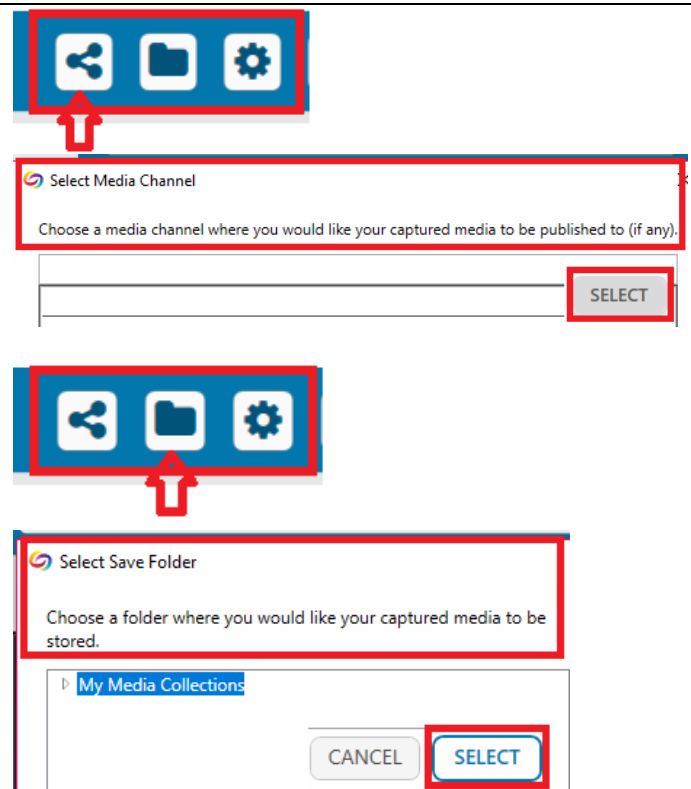 Select Media Channel
Choose a media channel where you would like your captured media to be published to (if any).
SELECT
Select Save Folder
Choose a folder where you would like your captured media to be
stored.
My Media Collections
CANCEL
SELECT